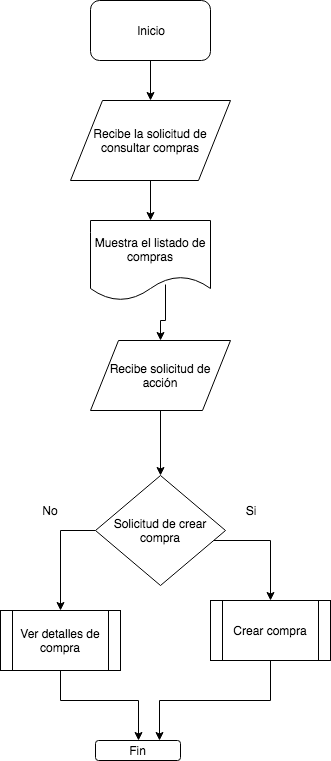 Inicio
Recibe la solicitud de
consultar compras
Muestra el listado de
compras
Recibe solicitud de
acción
Solicitud de crear
compra
No
Si
Ver detalles de
compra
Crear compra
Fin